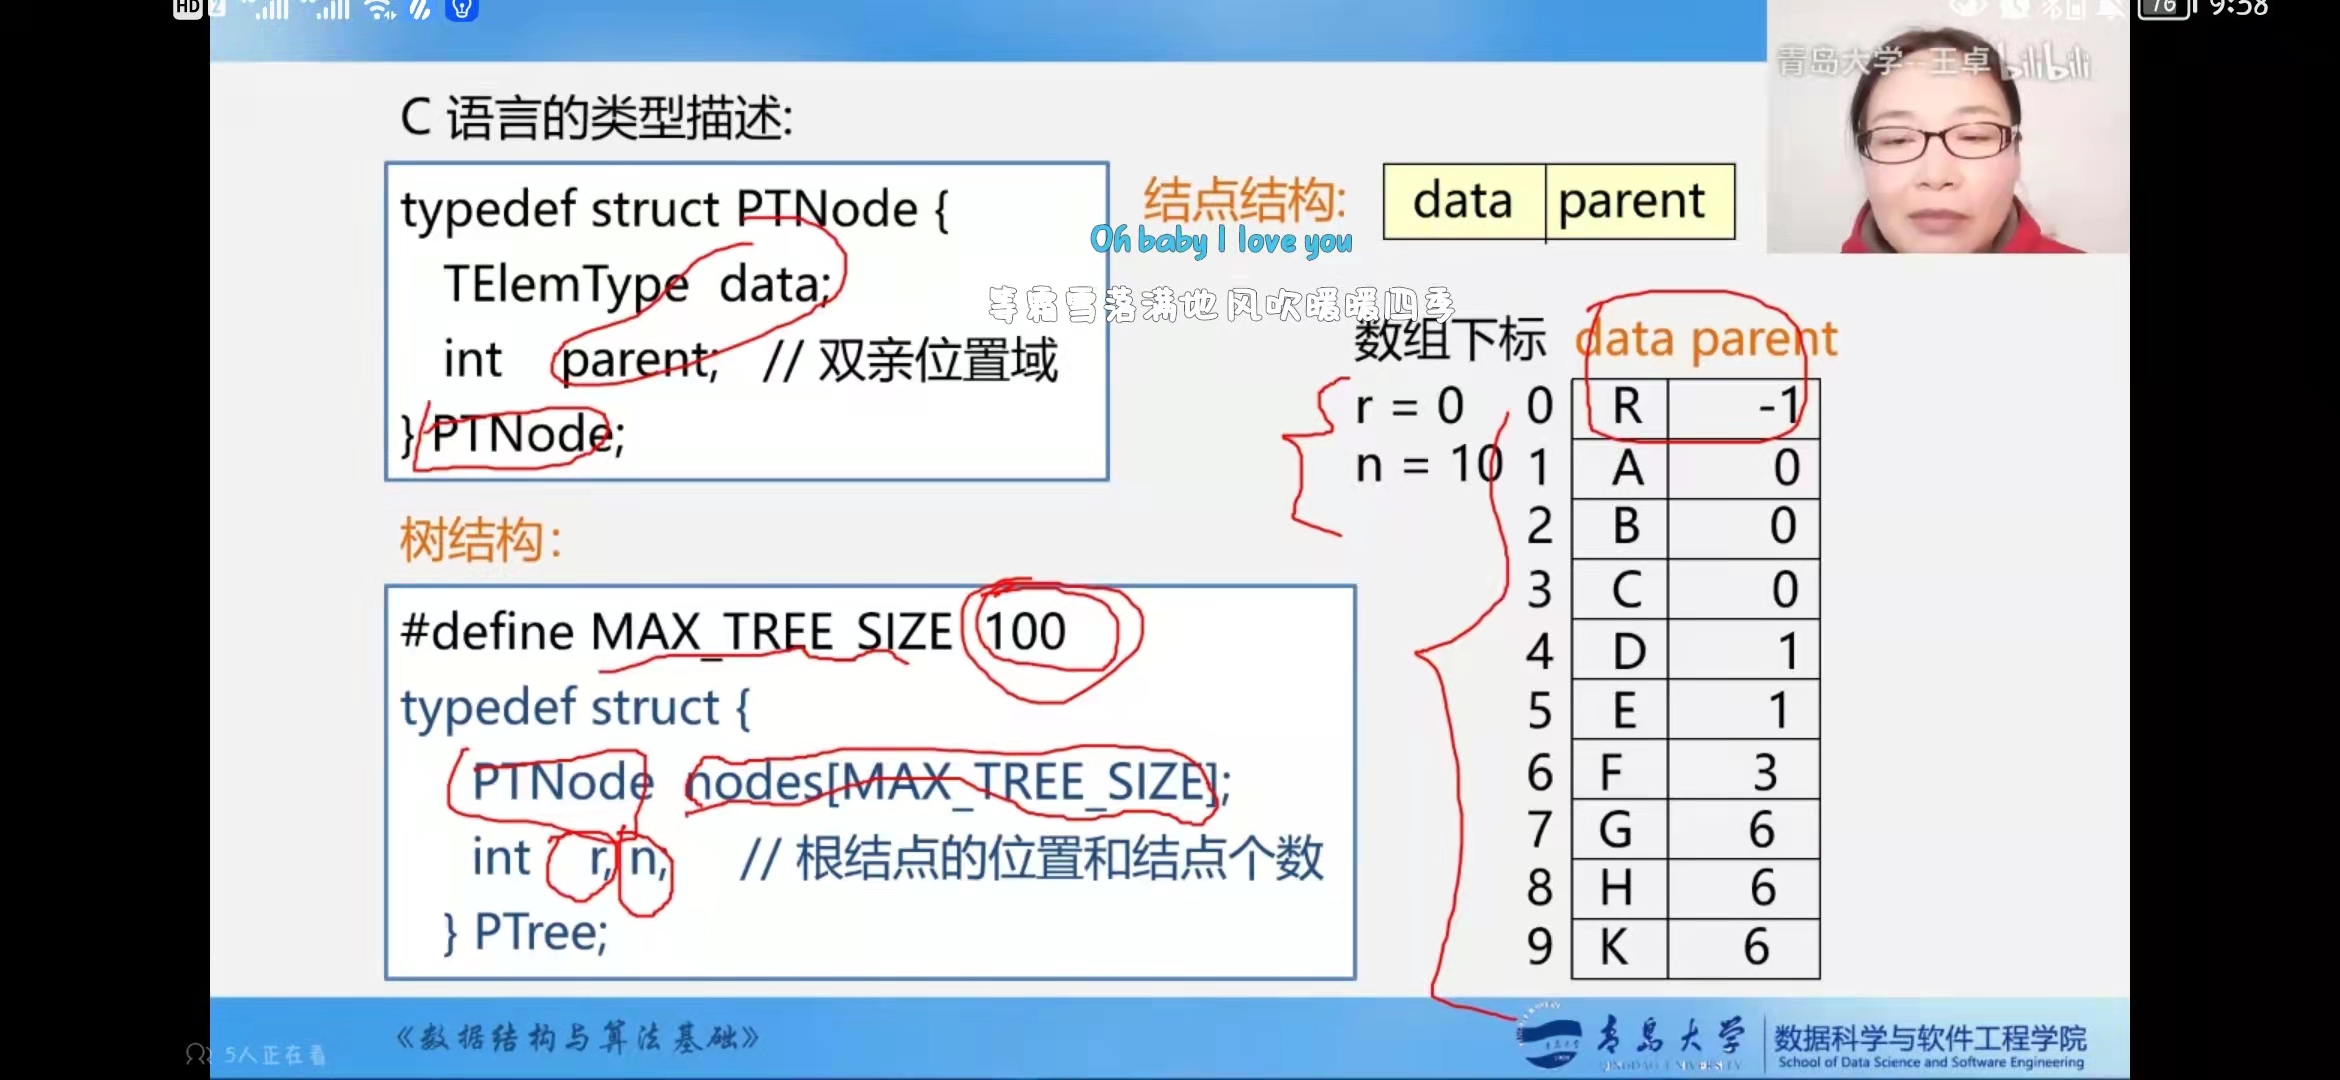 HD 2
76 9:58
青岛大学--王卓 bilibili
C 语言的类型描述:
typedef struct PTNode {
TElemType data;
int parent; // 双亲位置域
} PTNode;
结点结构: data parent
Oh baby I love you
等霜雪落满地 风吹暖暖四季
数组下标 data parent
r = 0 0 R -1
n = 10 1 A 0
2 B 0
3 C 0
4 D 1
5 E 1
6 F 3
7 G 6
8 H 6
9 K 6
树结构:
#define MAX_TREE_SIZE 100
typedef struct {
PTNode nodes[MAX_TREE_SIZE];
int r, n; // 根结点的位置和结点个数
} PTree;
5人正在看
《数据结构与算法基础》
青岛大学
QINGDAO UNIVERSITY
数据科学与软件工程学院
School of Data Science and Software Engineering